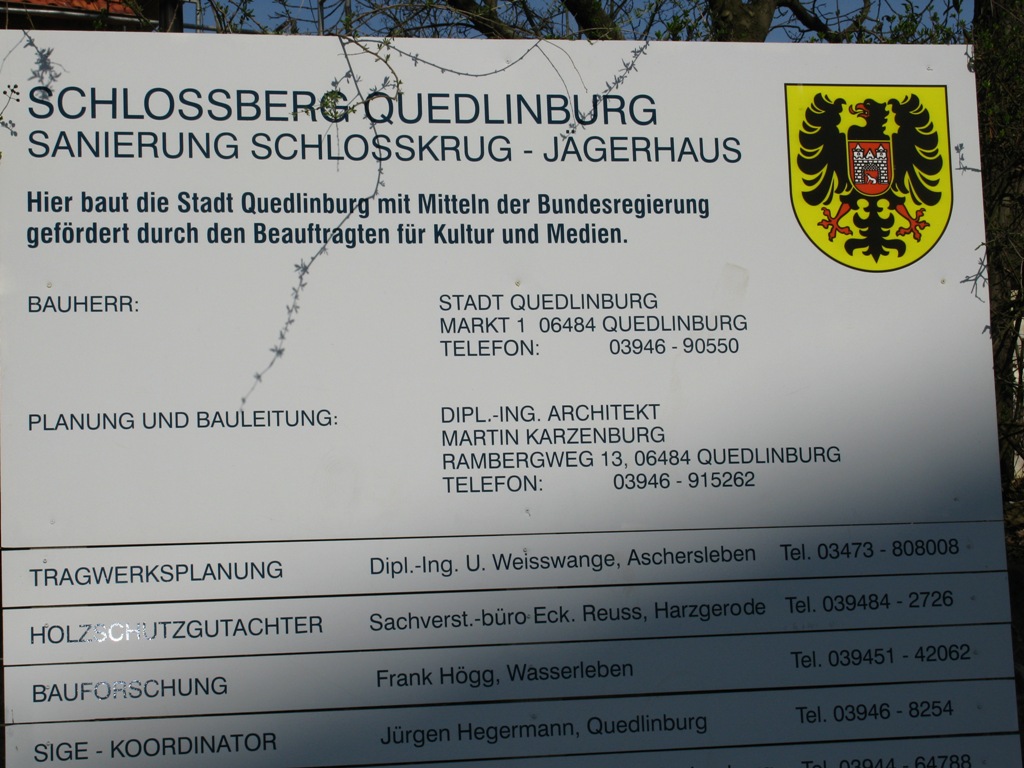 SCHLOSSBERG QUEDLINBURG
SANIERUNG SCHLOSSKRUG - JÄGERHAUS
Hier baut die Stadt Quedlinburg mit Mitteln der Bundesregierung
gefördert durch den Beauftragten für Kultur und Medien.
BAUHERR: STADT QUEDLINBURG
MARKT 1 06484 QUEDLINBURG
TELEFON: 03946 - 90550
PLANUNG UND BAULEITUNG: DIPL.-ING. ARCHITEKT
MARTIN KARZENBURG
RAMBERGWEG 13, 06484 QUEDLINBURG
TELEFON: 03946 - 915262
TRAGWERKSPLANUNG Dipl.-Ing. U. Weisswange, Aschersleben Tel. 03473 - 808008
HOLZSCHUTZGUTACHTER Sachverst.-büro Eck. Reuss, Harzgerode Tel. 039484 - 2726
BAUFORSCHUNG Frank Högg, Wasserleben Tel. 039451 - 42062
SIGE - KOORDINATOR Jürgen Hegermann, Quedlinburg Tel. 03946 - 8254
Tel. 03944 - 64788